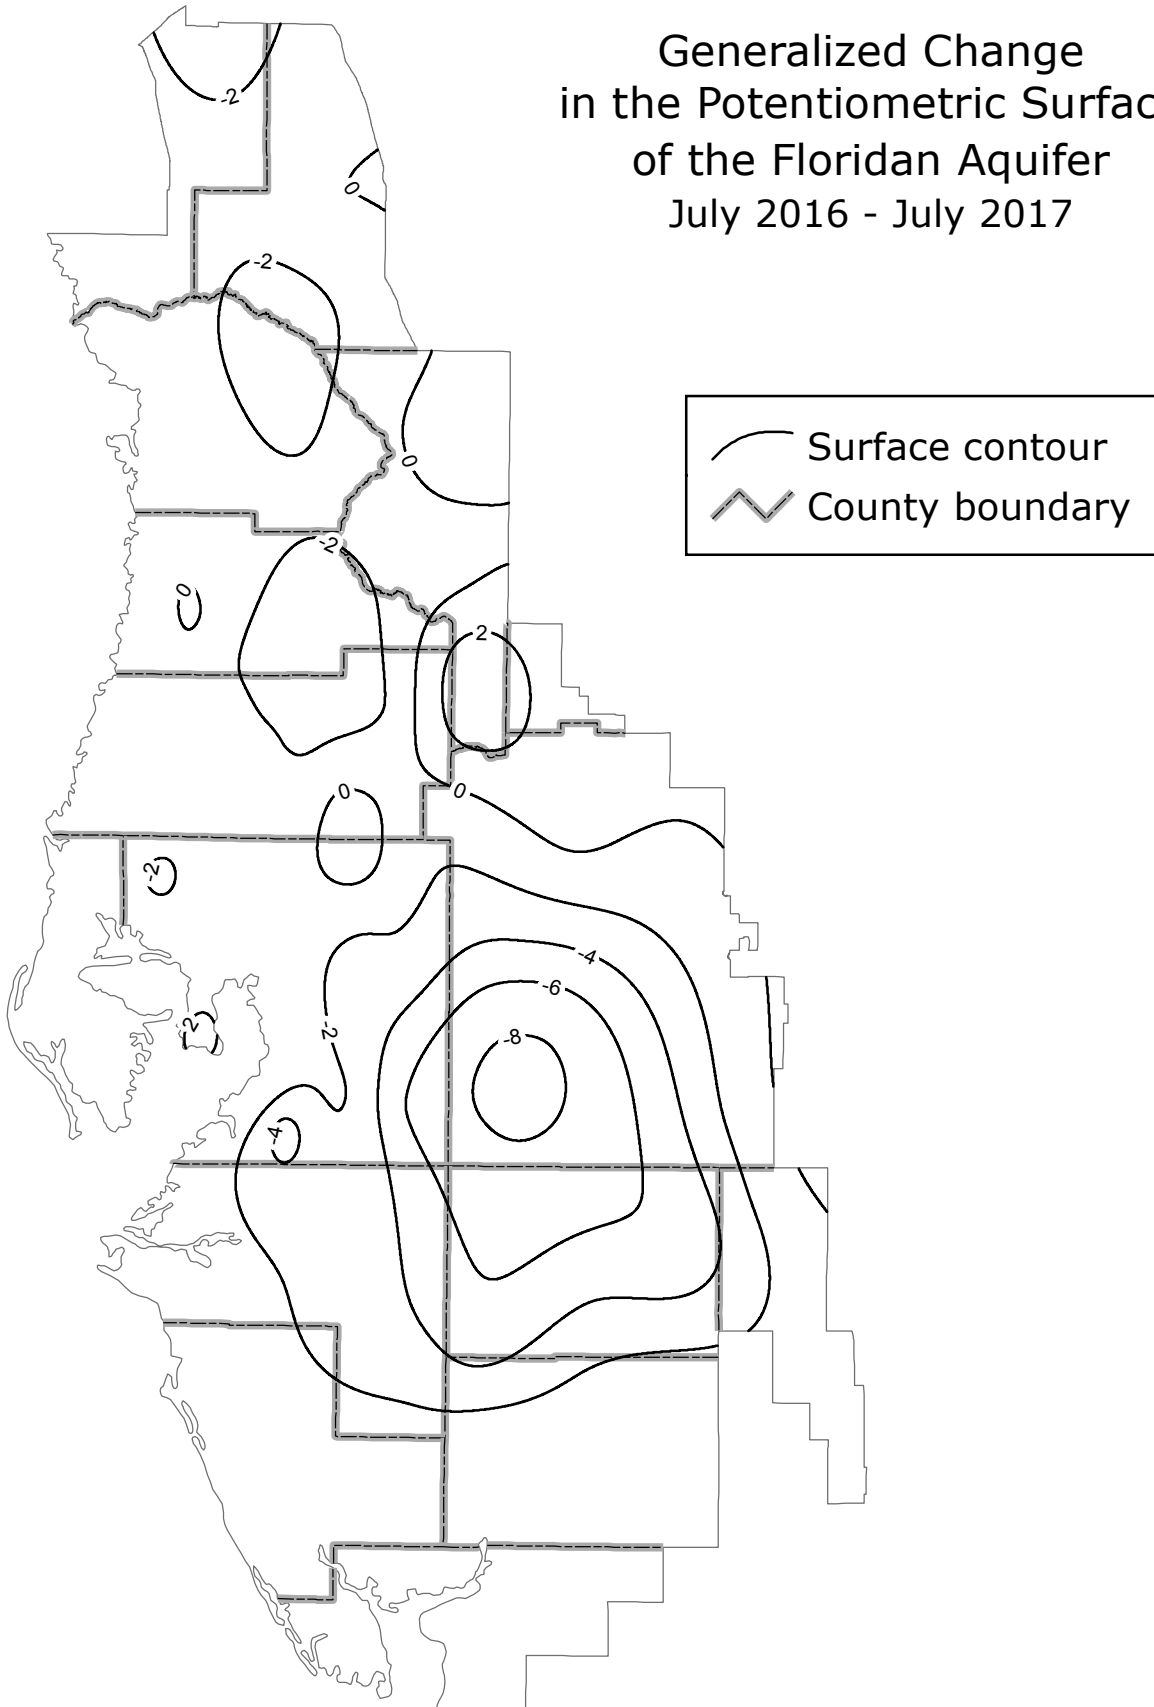 Generalized Change
in the Potentiometric Surfac
of the Floridan Aquifer
July 2016 - July 2017
Surface contour
County boundary
-2
0
-2
0
-2
0
2
0
0
-2
-4
-6
-2
-2
-8
-4